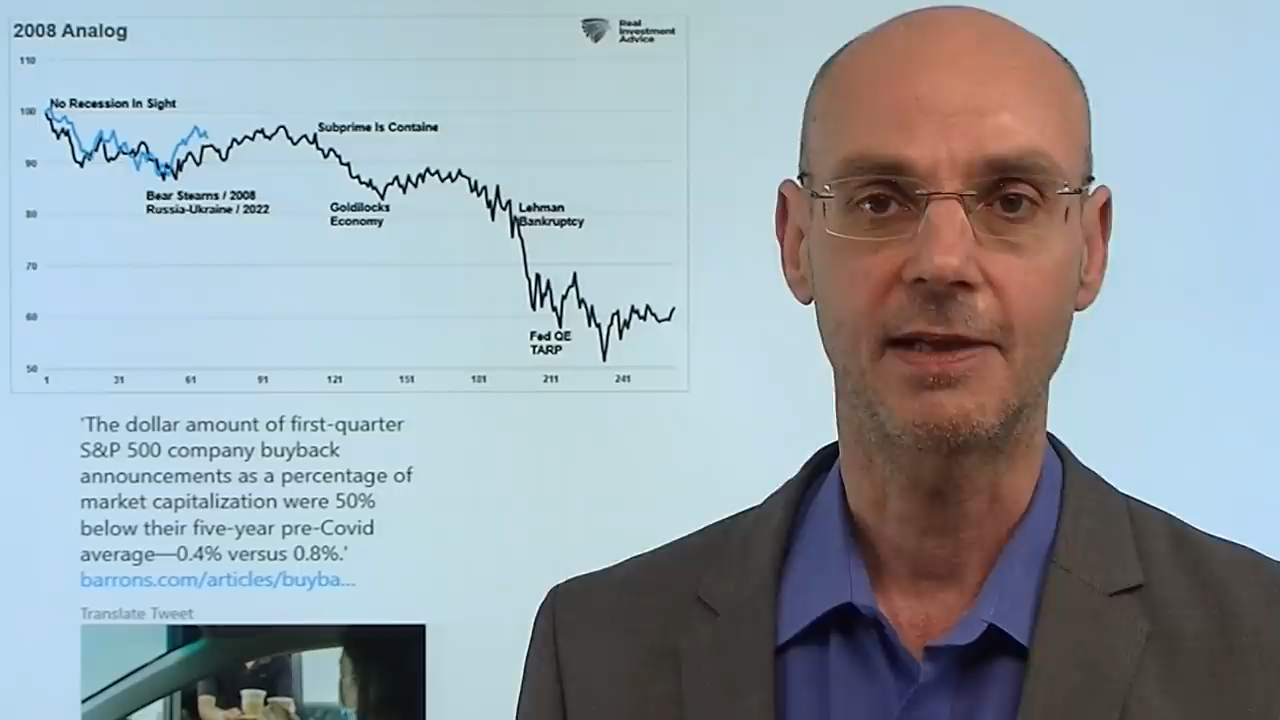 2008 Analog
Real
Investment
Advice
110
100
90
80
70
60
50
No Recession In Sight
Subprime Is Containe
Bear Stearns / 2008
Russia-Ukraine / 2022
Goldilocks
Economy
Lehman
Bankruptcy
Fed QE
TARP
1 31 61 91 121 151 181 211 241
'The dollar amount of first-quarter
S&P 500 company buyback
announcements as a percentage of
market capitalization were 50%
below their five-year pre-Covid
average—0.4% versus 0.8%.'
barrons.com/articles/buyba...
Translate Tweet